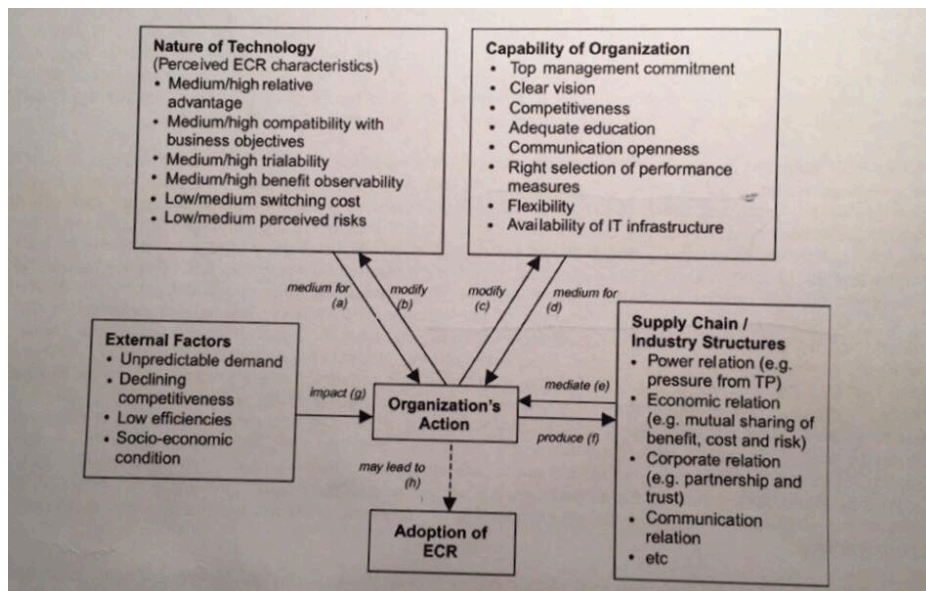 Nature of Technology
(Perceived ECR characteristics)
• Medium/high relative
advantage
• Medium/high compatibility with
business objectives
• Medium/high trialability
• Medium/high benefit observability
• Low/medium switching cost
• Low/medium perceived risks
Capability of Organization
• Top management commitment
• Clear vision
• Competitiveness
• Adequate education
• Communication openness
• Right selection of performance
measures
• Flexibility
• Availability of IT infrastructure
medium for
(a)
modify
(b)
modify
(c)
medium for
(d)
External Factors
• Unpredictable demand
• Declining
competitiveness
• Low efficiencies
• Socio-economic
condition
impact (g)
Organization's
Action
mediate (e)
produce (f)
Supply Chain /
Industry Structures
• Power relation (e.g.
pressure from TP)
• Economic relation
(e.g. mutual sharing of
benefit, cost and risk)
• Corporate relation
(e.g. partnership and
trust)
• Communication
relation
• etc
may lead to
(h)
Adoption of
ECR